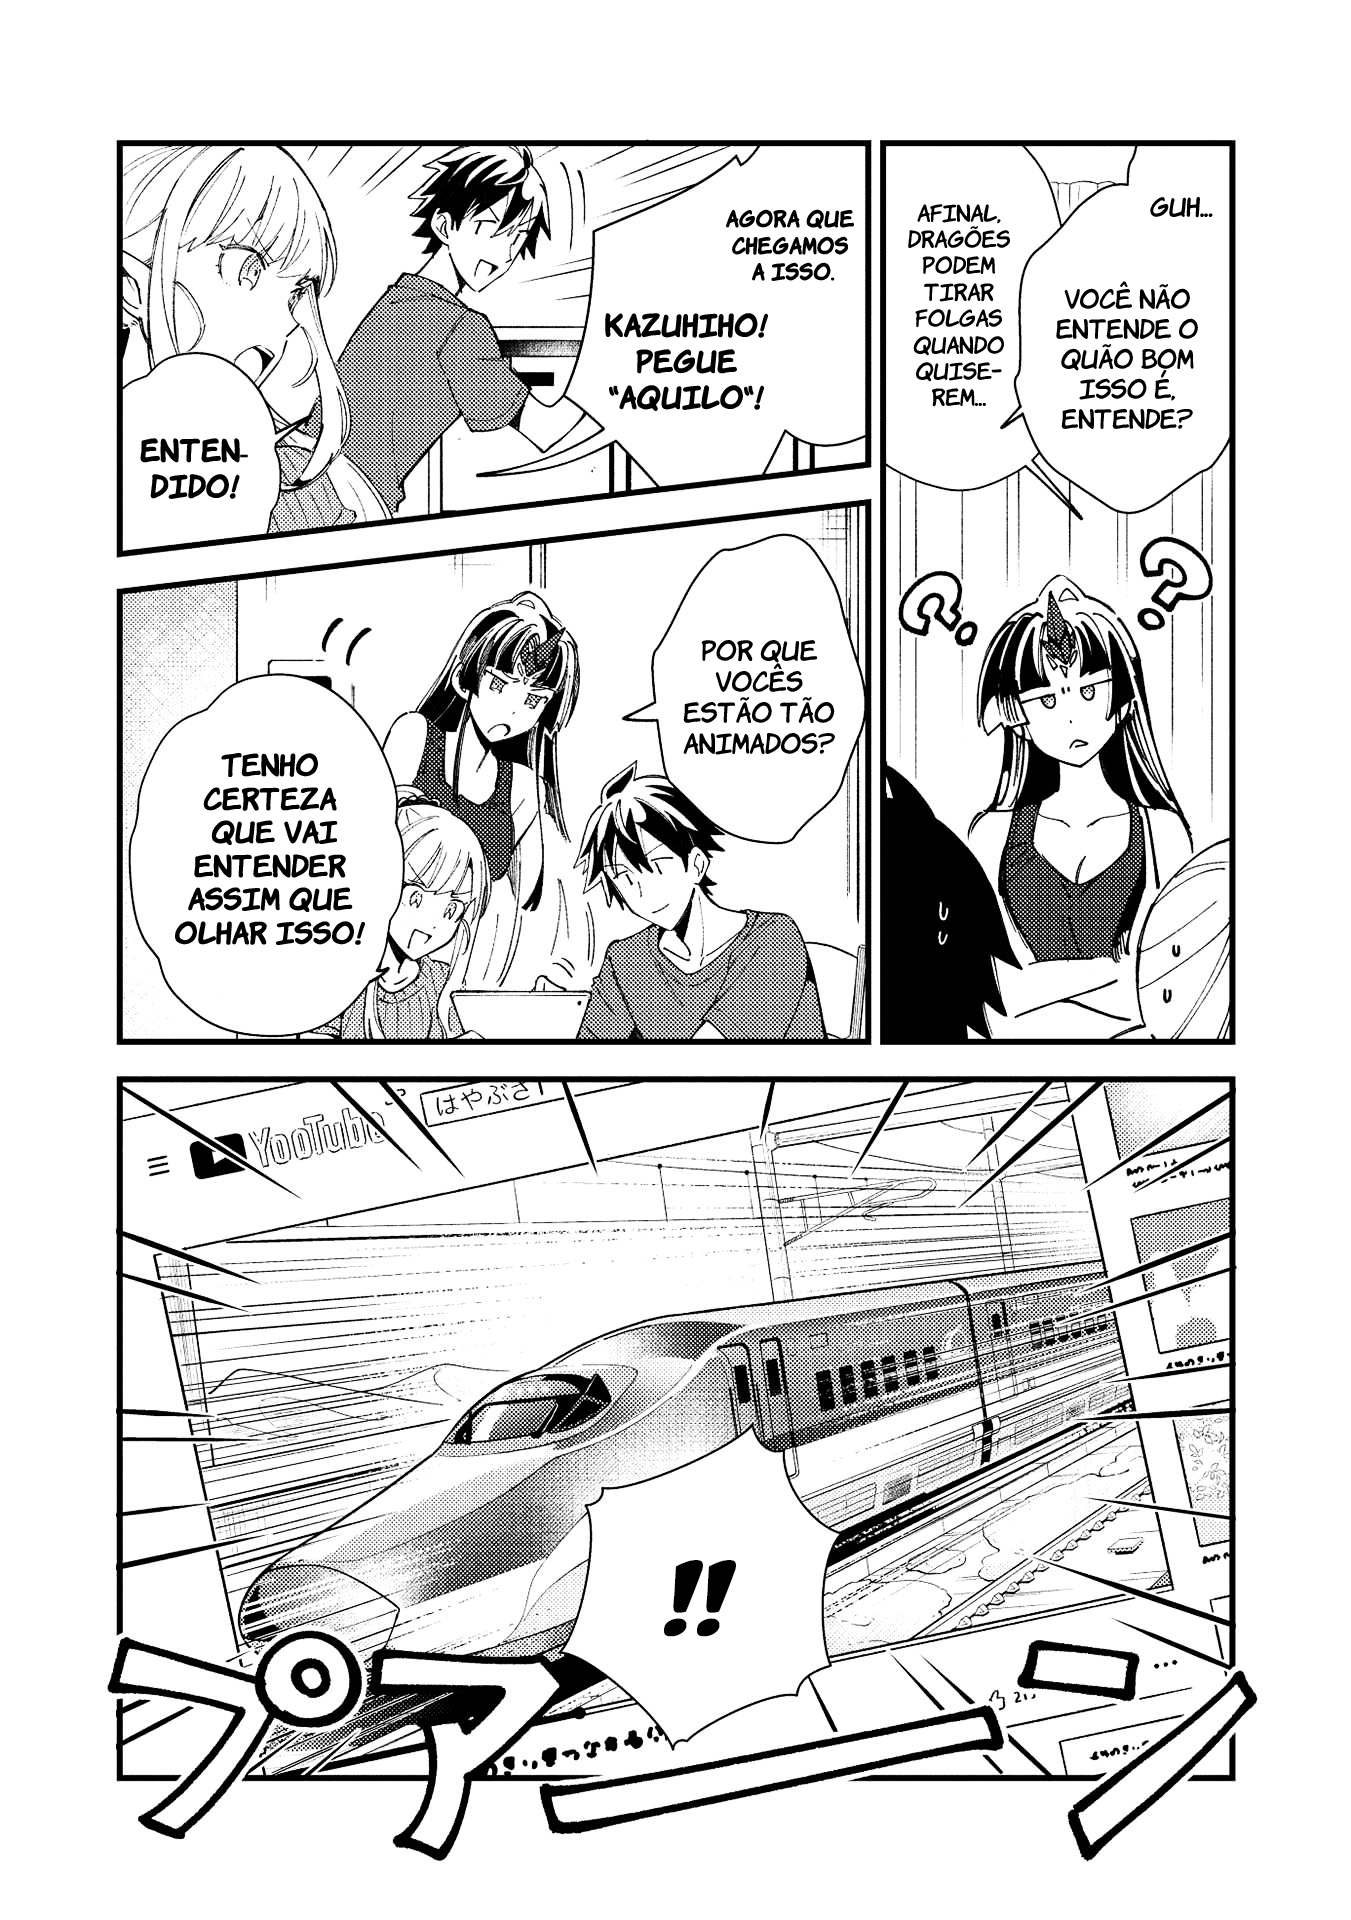 GUH...
VOCÊ NÃO
ENTENDE O
QUÃO BOM
ISSO É,
ENTENDE?
AFINAL,
DRAGÕES
PODEM
TIRAR
FOLGAS
QUANDO
QUISE-
REM...
?
?
AGORA QUE
CHEGAMOS
A ISSO.
KAZUHIHO!
PEGUE
"AQUILO"!
ENTEN-
DIDO!
POR QUE
VOCÊS
ESTÃO TÃO
ANIMADOS?
TENHO
CERTEZA
QUE VAI
ENTENDER
ASSIM QUE
OLHAR ISSO!
YooTube
JP
はやぶさ
!!
プアーン